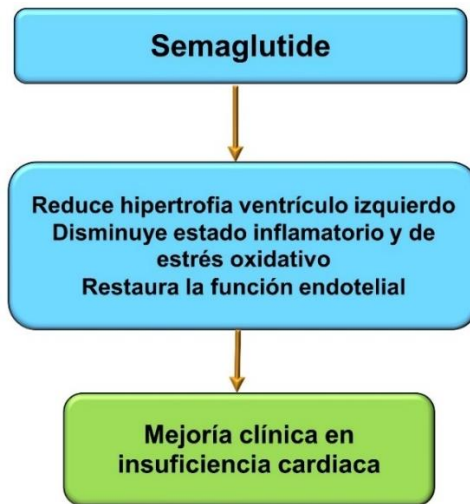 Semaglutide
Reduce hipertrofia ventrículo izquierdo
Disminuye estado inflamatorio y de
estrés oxidativo
Restaura la función endotelial
Mejoría clínica en
insuficiencia cardiaca